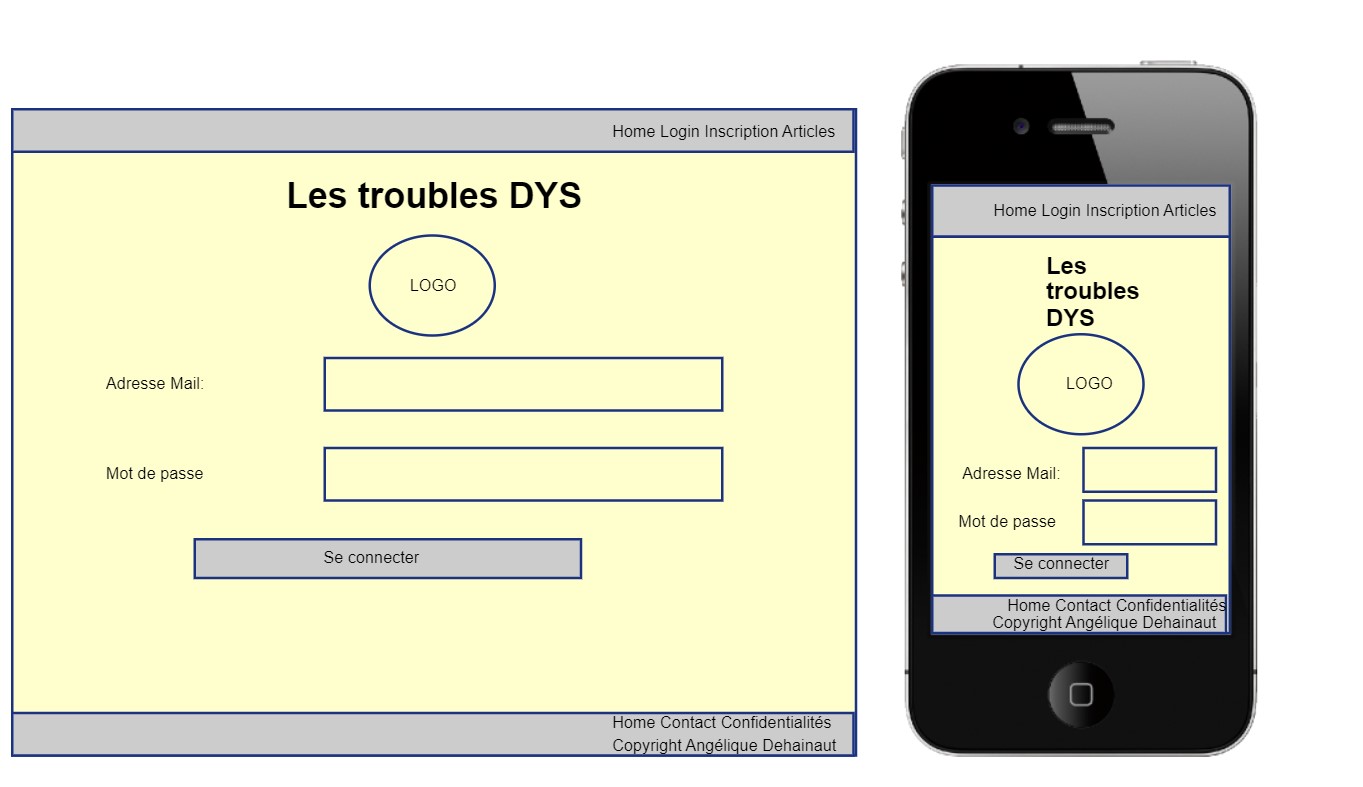 Home Login Inscription Articles
Les troubles DYS
LOGO
Adresse Mail:
Mot de passe
Se connecter
Home Contact Confidentialités
Copyright Angélique Dehainaut
Home Login Inscription Articles
Les
troubles
DYS
LOGO
Adresse Mail:
Mot de passe
Se connecter
Home Contact Confidentialités
Copyright Angélique Dehainaut